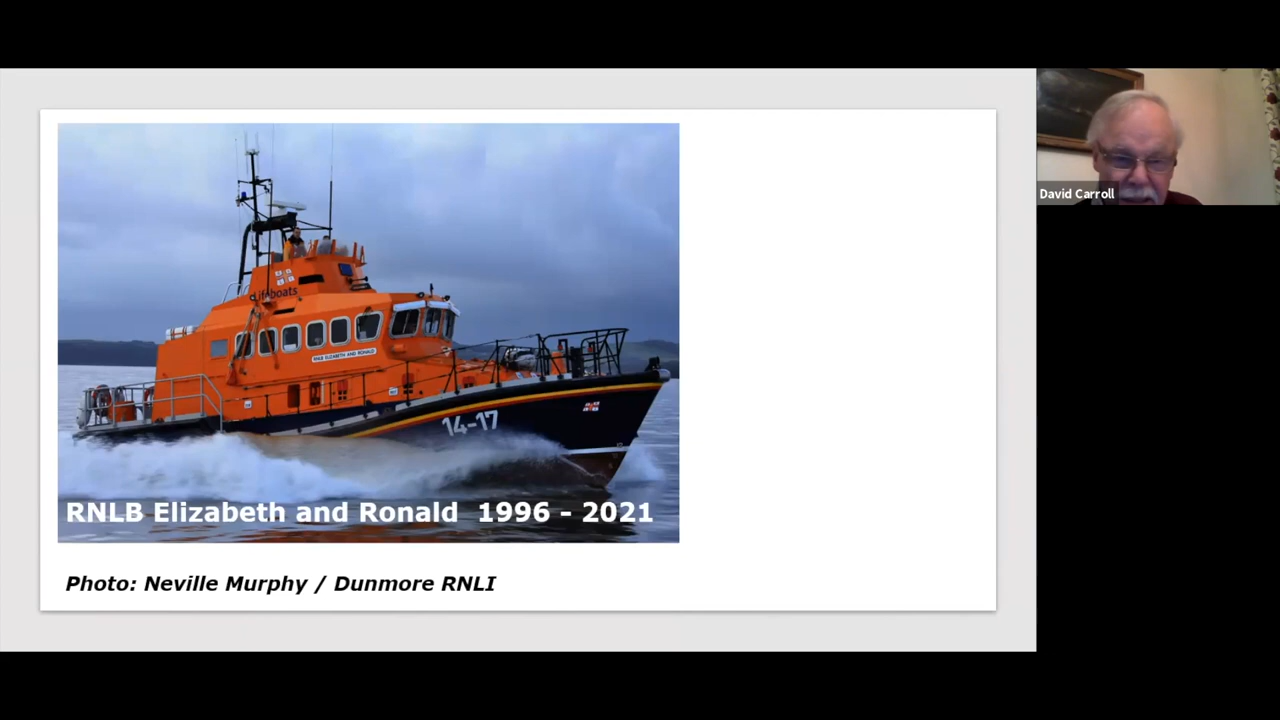 Lifeboats
RNLB ELIZABETH AND RONALD
14-17
RNLB Elizabeth and Ronald 1996 - 2021
Photo: Neville Murphy / Dunmore RNLI
David Carroll